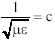 1/√με = c